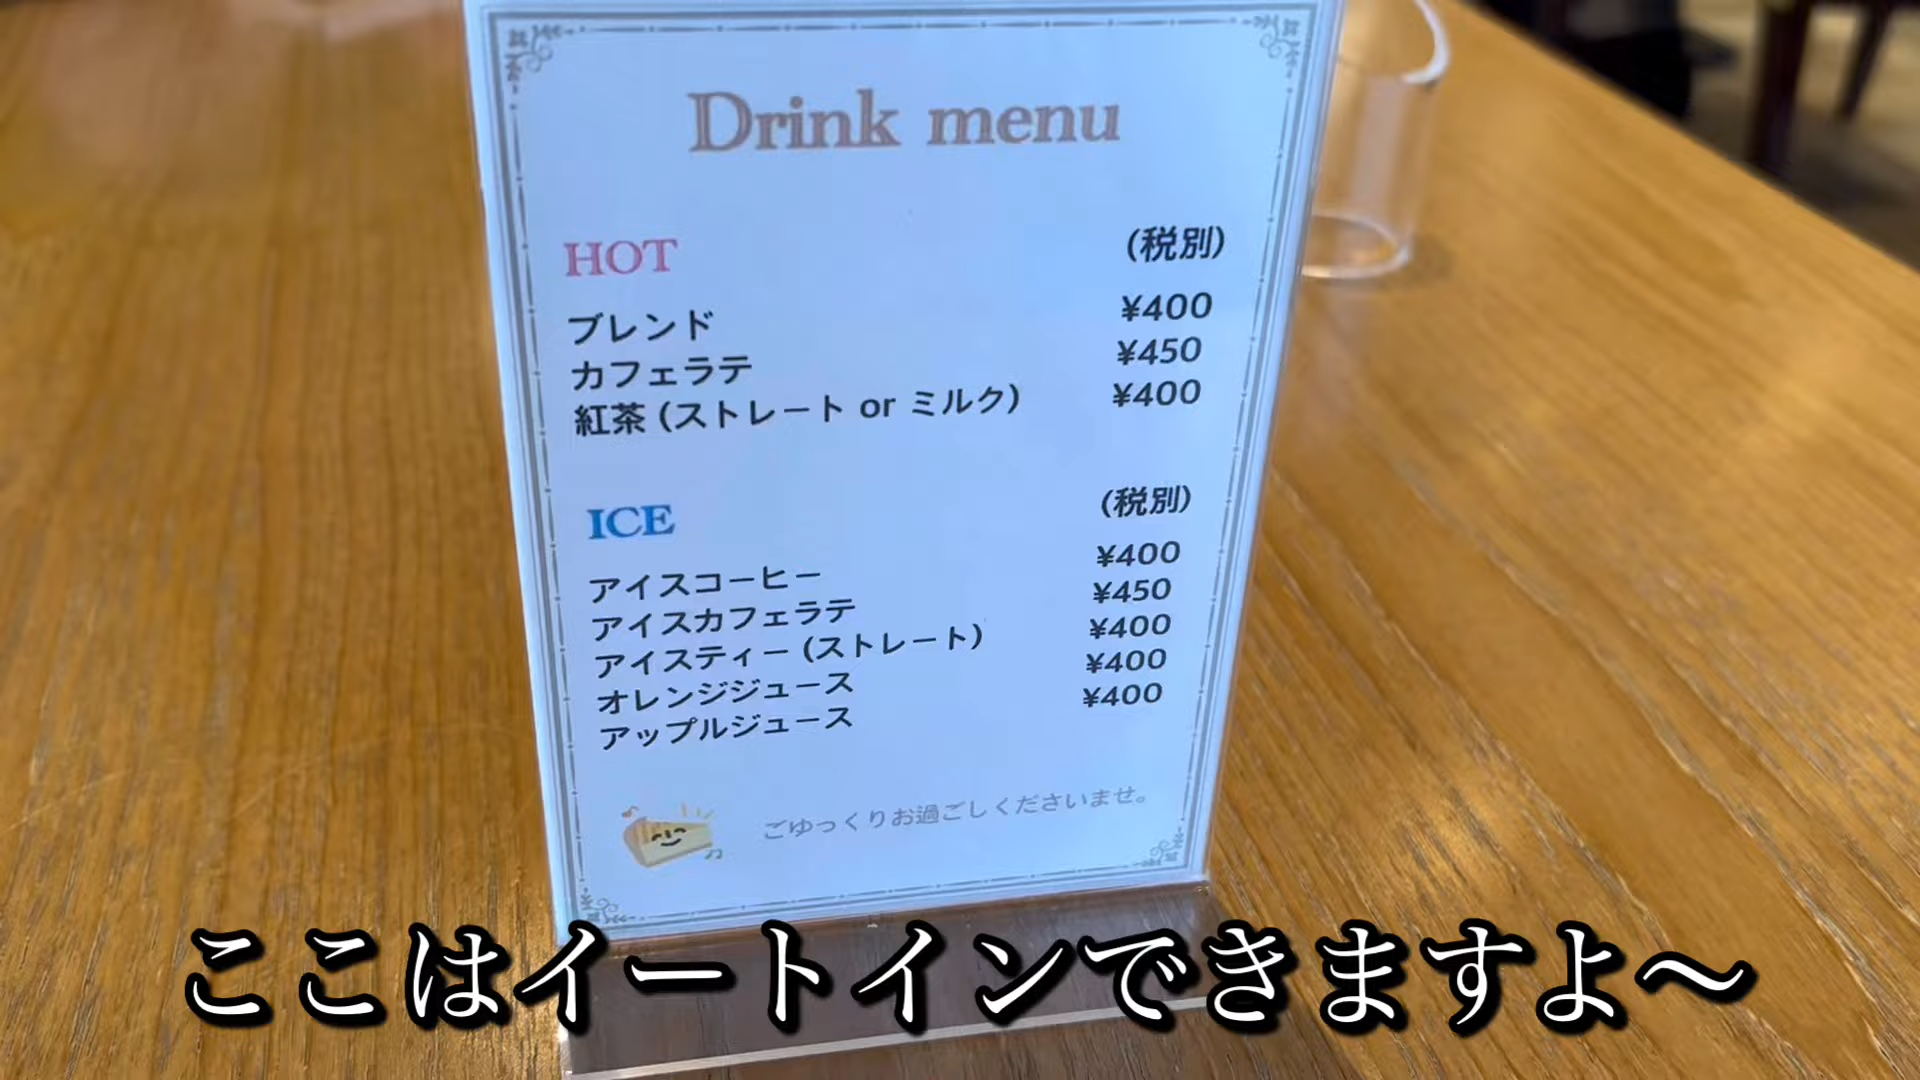 Drink menu
HOT (税別)
ブレンド ¥400
カフェラテ ¥450
紅茶 (ストレート or ミルク) ¥400
ICE (税別)
アイスコーヒー ¥400
アイスカフェラテ ¥450
アイスティー (ストレート) ¥400
オレンジジュース ¥400
アップルジュース ¥400
ごゆっくりお過ごしくださいませ。
ここはイートインできますよ～